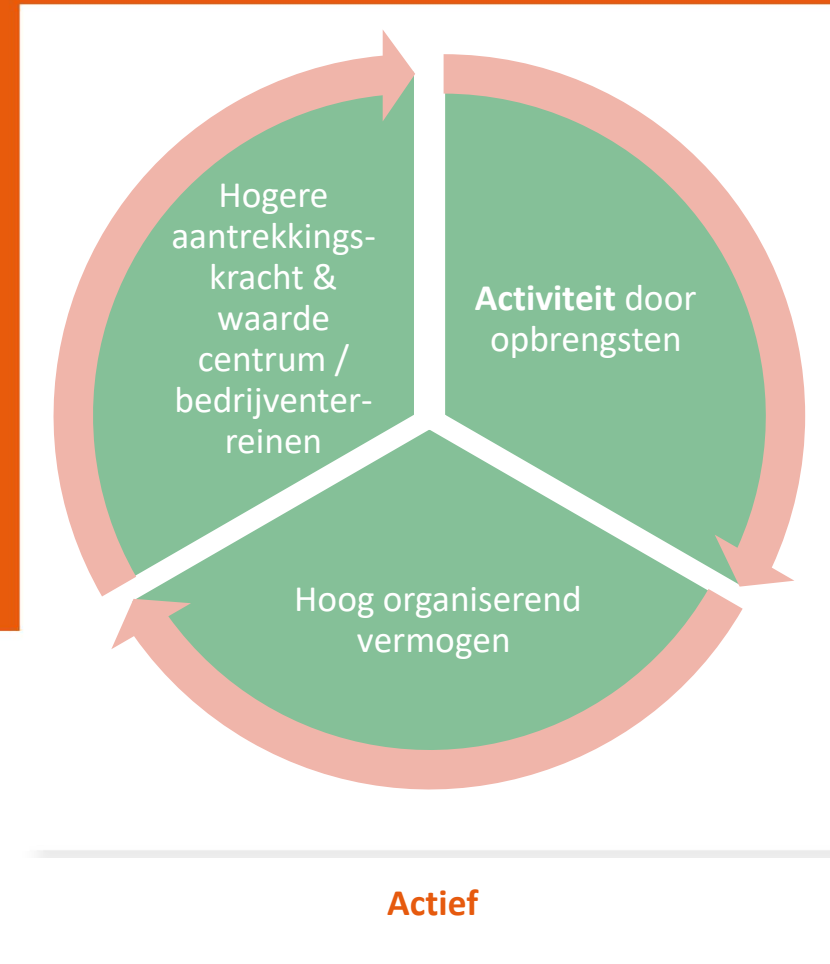 Hogere
aantrekkings-
kracht &
waarde
centrum /
bedrijventer-
reinen
Activiteit door
opbrengsten
Hoog organiserend
vermogen
Actief